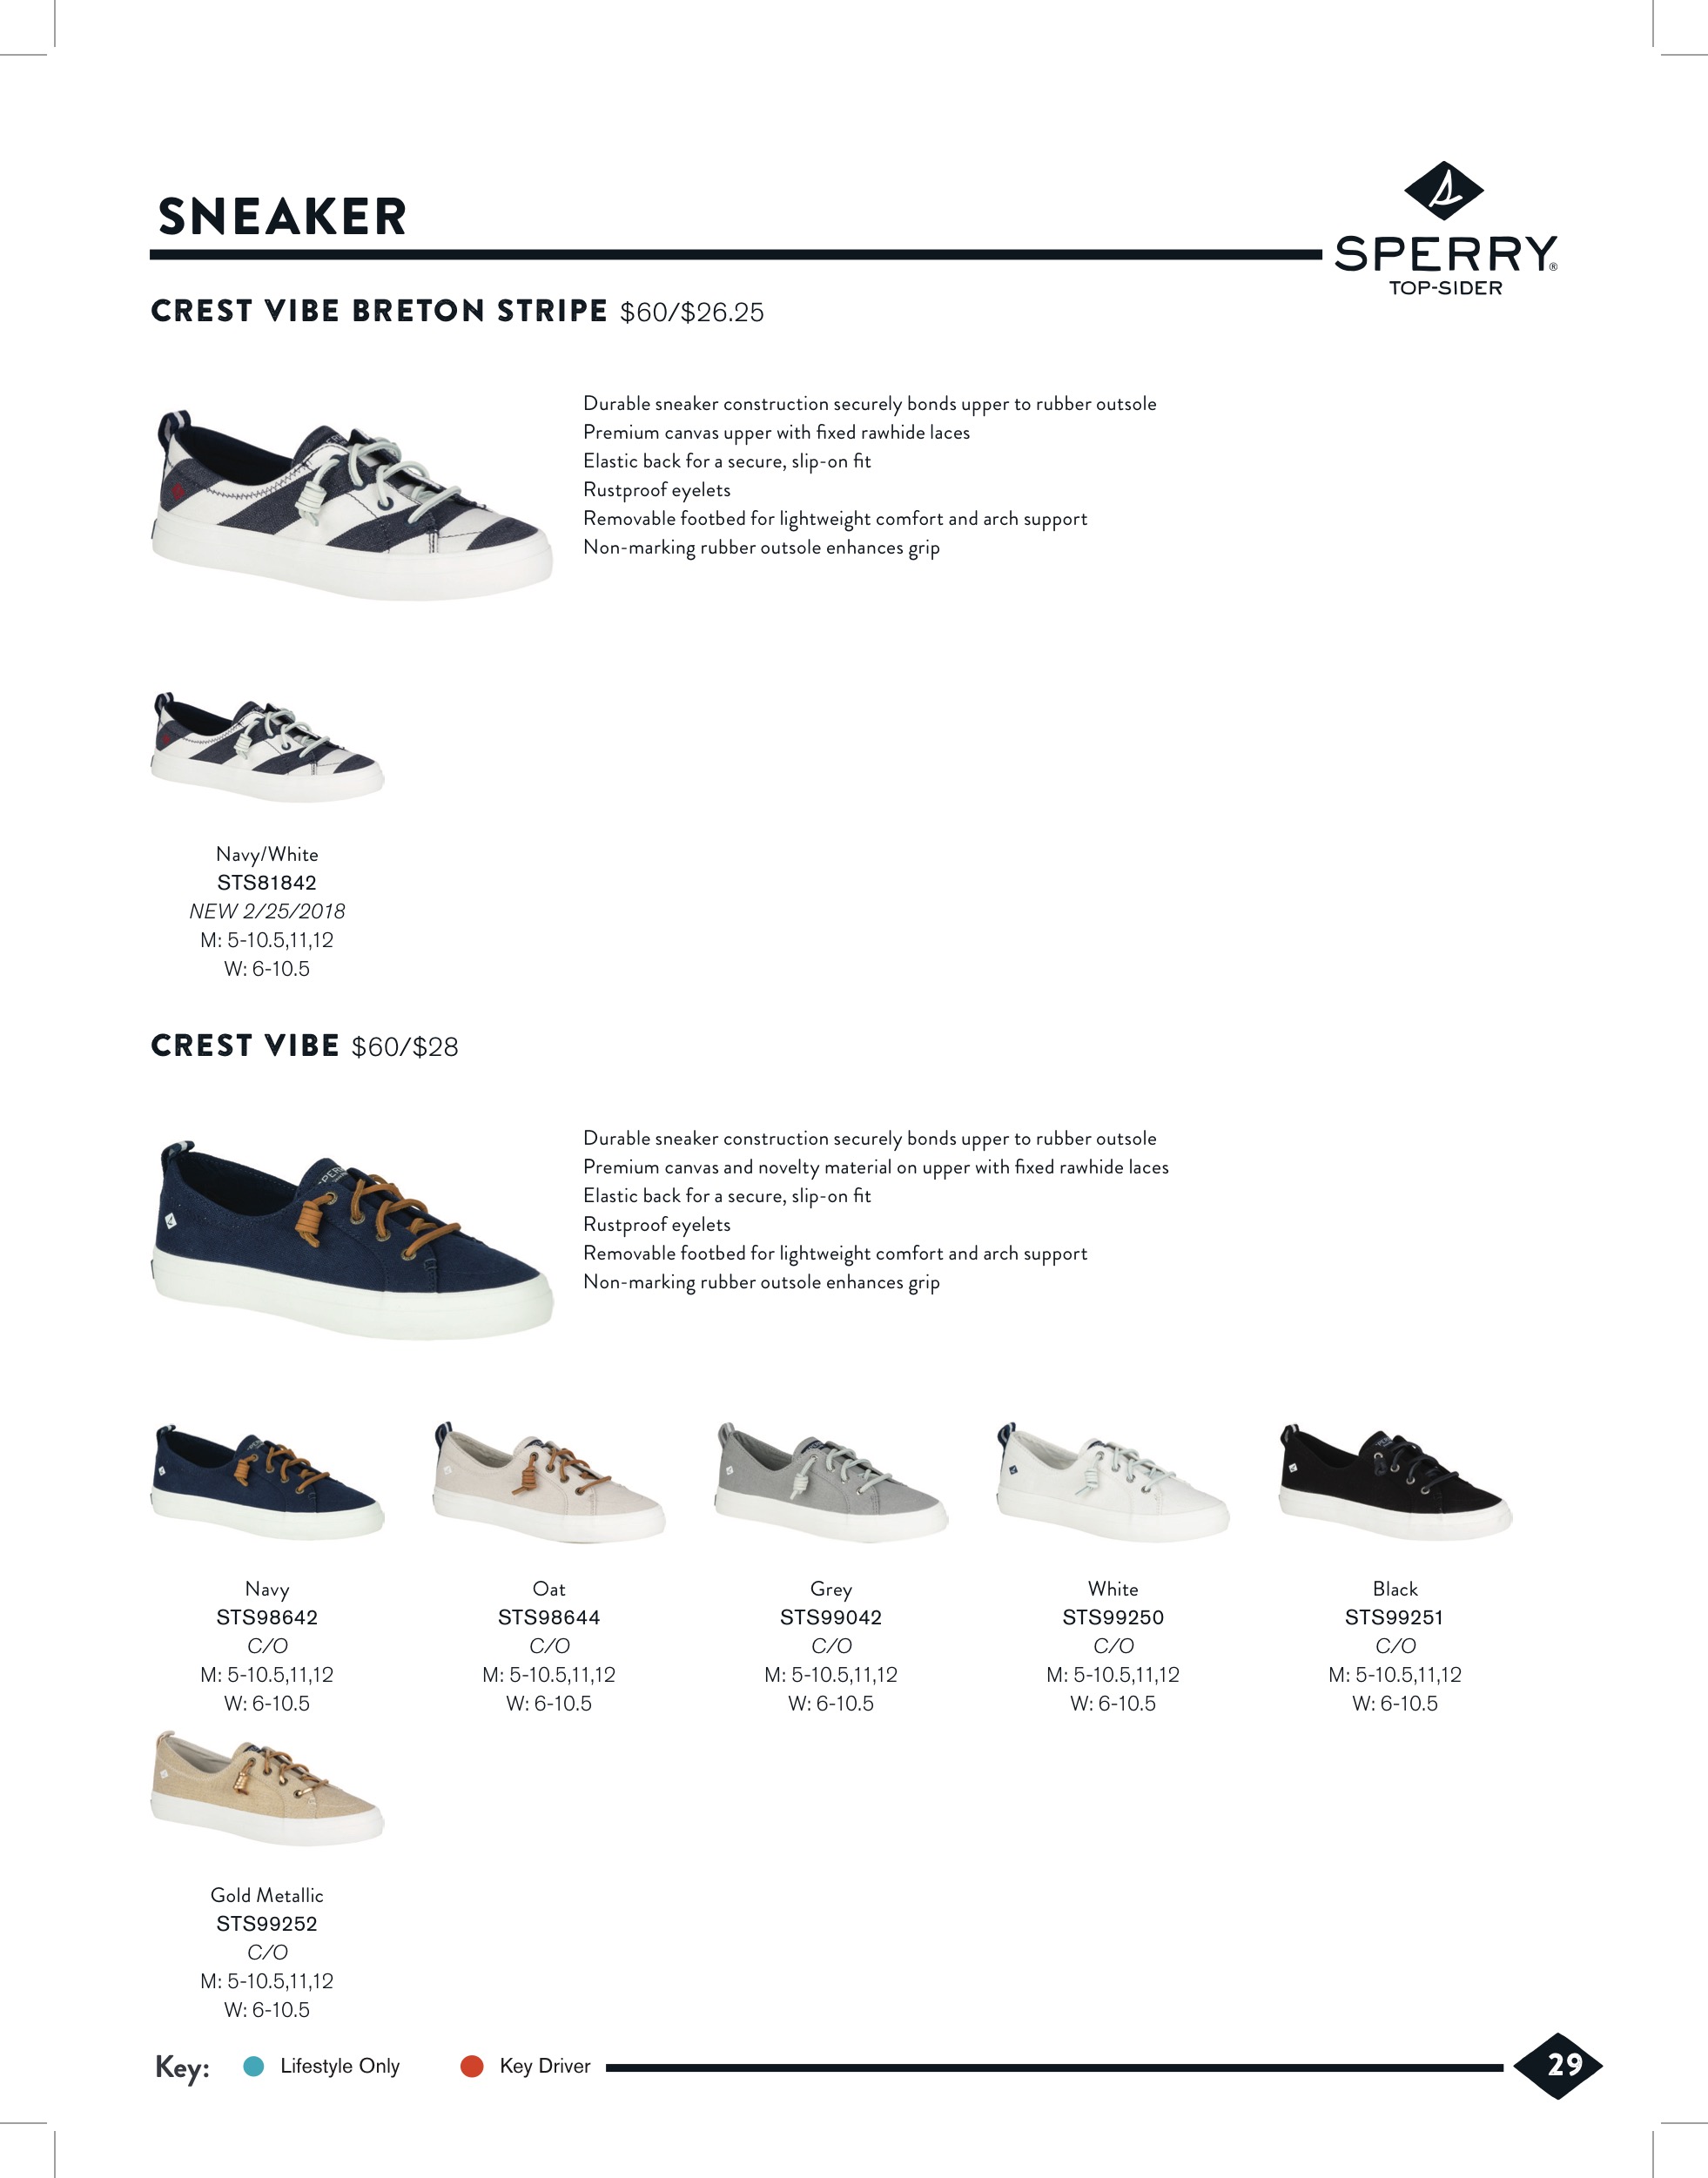 SNEAKER
SPERRY®
TOP-SIDER
CREST VIBE BRETON STRIPE $60/$26.25
Durable sneaker construction securely bonds upper to rubber outsole
Premium canvas upper with fixed rawhide laces
Elastic back for a secure, slip-on fit
Rustproof eyelets
Removable footbed for lightweight comfort and arch support
Non-marking rubber outsole enhances grip
Navy/White
STS81842
NEW 2/25/2018
M: 5-10.5,11,12
W: 6-10.5
CREST VIBE $60/$28
Durable sneaker construction securely bonds upper to rubber outsole
Premium canvas and novelty material on upper with fixed rawhide laces
Elastic back for a secure, slip-on fit
Rustproof eyelets
Removable footbed for lightweight comfort and arch support
Non-marking rubber outsole enhances grip
Navy
STS98642
C/O
M: 5-10.5,11,12
W: 6-10.5
Oat
STS98644
C/O
M: 5-10.5,11,12
W: 6-10.5
Grey
STS99042
C/O
M: 5-10.5,11,12
W: 6-10.5
White
STS99250
C/O
M: 5-10.5,11,12
W: 6-10.5
Black
STS99251
C/O
M: 5-10.5,11,12
W: 6-10.5
Gold Metallic
STS99252
C/O
M: 5-10.5,11,12
W: 6-10.5
Key: Lifestyle Only Key Driver 29